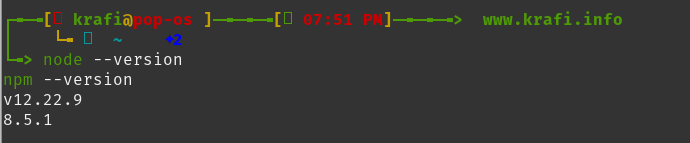 ┌──[▯ krafi@pop-os ]────[▯ 07:51 PM]────> www.krafi.info
└╼ ▯ ~ +2
└─> node --version
npm --version
v12.22.9
8.5.1